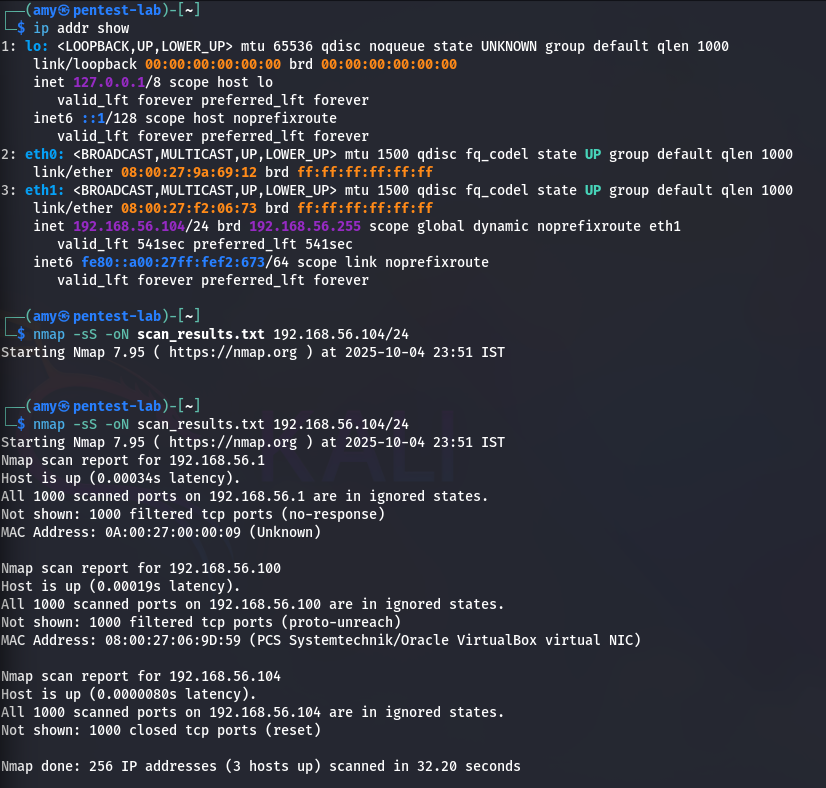 ┌──(amy㉿pentest-lab)-[~]
└─$ ip addr show
1: lo: <LOOPBACK,UP,LOWER_UP> mtu 65536 qdisc noqueue state UNKNOWN group default qlen 1000
    link/loopback 00:00:00:00:00:00 brd 00:00:00:00:00:00
    inet 127.0.0.1/8 scope host lo
       valid_lft forever preferred_lft forever
    inet6 ::1/128 scope host noprefixroute
       valid_lft forever preferred_lft forever
2: eth0: <BROADCAST,MULTICAST,UP,LOWER_UP> mtu 1500 qdisc fq_codel state UP group default qlen 1000
    link/ether 08:00:27:9a:69:12 brd ff:ff:ff:ff:ff:ff
3: eth1: <BROADCAST,MULTICAST,UP,LOWER_UP> mtu 1500 qdisc fq_codel state UP group default qlen 1000
    link/ether 08:00:27:f2:06:73 brd ff:ff:ff:ff:ff:ff
    inet 192.168.56.104/24 brd 192.168.56.255 scope global dynamic noprefixroute eth1
       valid_lft 541sec preferred_lft 541sec
    inet6 fe80::a00:27ff:fef2:673/64 scope link noprefixroute
       valid_lft forever preferred_lft forever

┌──(amy㉿pentest-lab)-[~]
└─$ nmap -sS -oN scan_results.txt 192.168.56.104/24
Starting Nmap 7.95 ( https://nmap.org ) at 2025-10-04 23:51 IST

┌──(amy㉿pentest-lab)-[~]
└─$ nmap -sS -oN scan_results.txt 192.168.56.104/24
Starting Nmap 7.95 ( https://nmap.org ) at 2025-10-04 23:51 IST
Nmap scan report for 192.168.56.1
Host is up (0.00034s latency).
All 1000 scanned ports on 192.168.56.1 are in ignored states.
Not shown: 1000 filtered tcp ports (no-response)
MAC Address: 0A:00:27:00:00:09 (Unknown)

Nmap scan report for 192.168.56.100
Host is up (0.00019s latency).
All 1000 scanned ports on 192.168.56.100 are in ignored states.
Not shown: 1000 filtered tcp ports (proto-unreach)
MAC Address: 08:00:27:06:9D:59 (PCS Systemtechnik/Oracle VirtualBox virtual NIC)

Nmap scan report for 192.168.56.104
Host is up (0.0000080s latency).
All 1000 scanned ports on 192.168.56.104 are in ignored states.
Not shown: 1000 closed tcp ports (reset)

Nmap done: 256 IP addresses (3 hosts up) scanned in 32.20 seconds
KALI